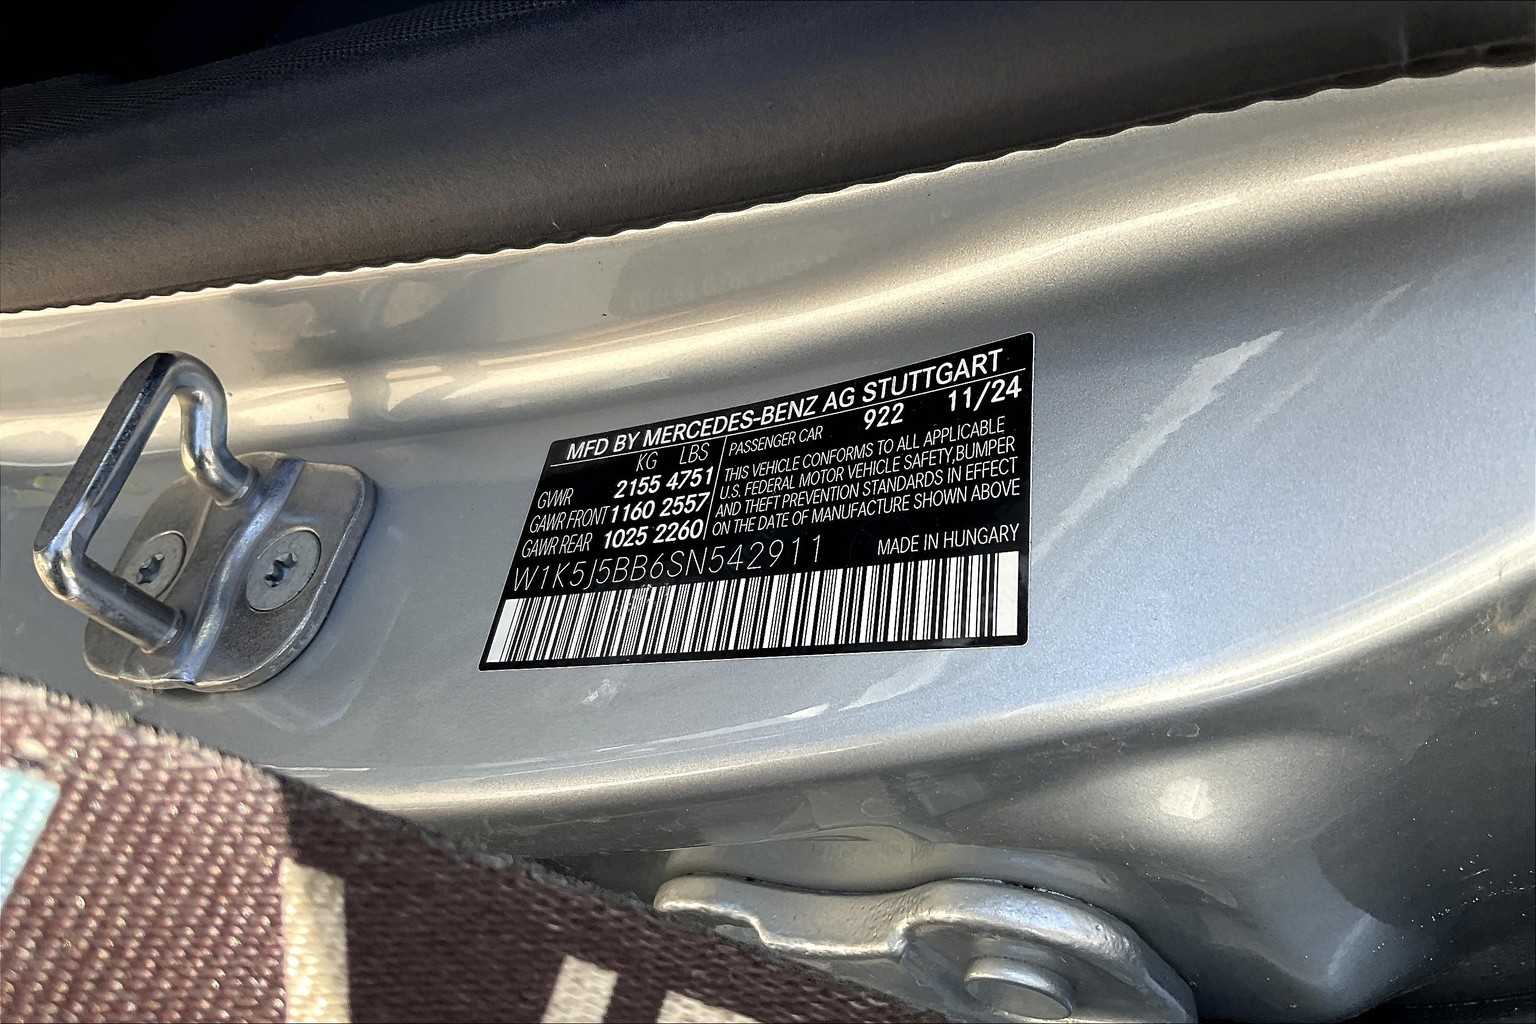 MFD BY MERCEDES-BENZ AG STUTTGART
KG LBS
GVWR 2155 4751
GAWR FRONT 1160 2557
GAWR REAR 1025 2260
PASSENGER CAR 922 11/24
THIS VEHICLE CONFORMS TO ALL APPLICABLE
U.S. FEDERAL MOTOR VEHICLE SAFETY,BUMPER
AND THEFT PREVENTION STANDARDS IN EFFECT
ON THE DATE OF MANUFACTURE SHOWN ABOVE
W1K5J5BB6SN542911
MADE IN HUNGARY